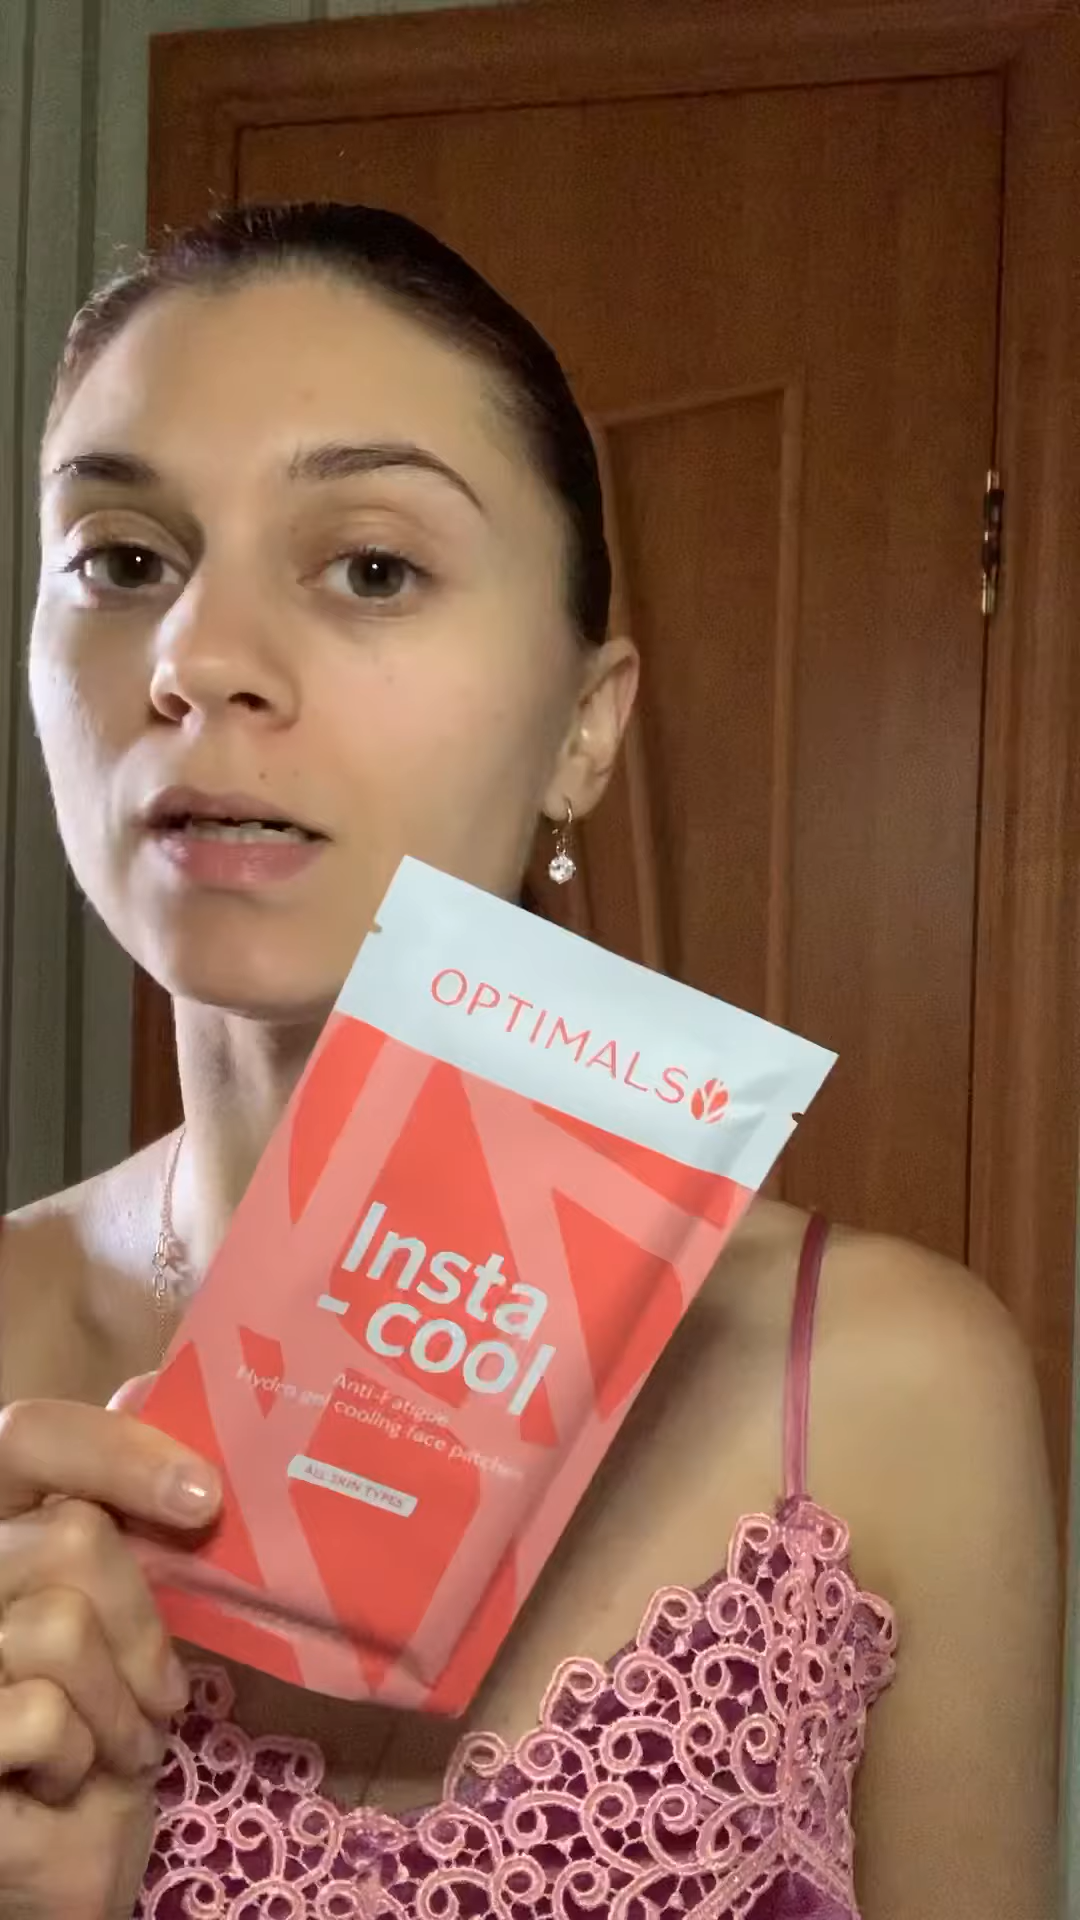 OPTIMALS
Insta
-cool
Anti-Fatigue
Hydro gel cooling face patches
ALL SKIN TYPES